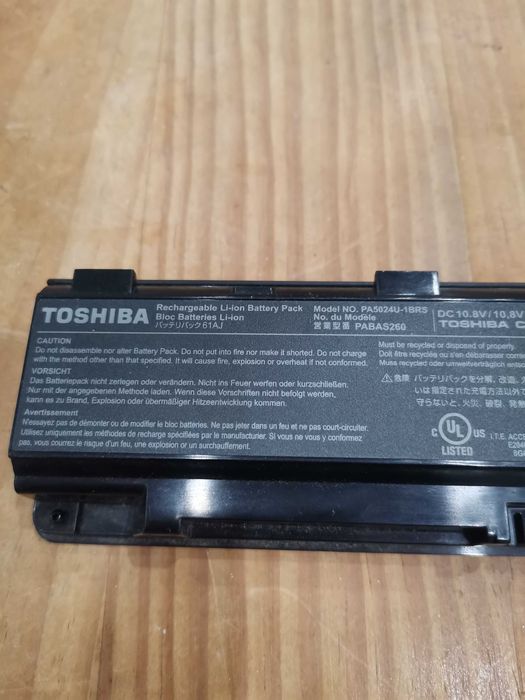 TOSHIBA
Rechargeable Li-ion Battery Pack
Bloc Batteries Li-ion
バッテリパック 61AJ
Model NO. PA5024U-1BRS
No. du Modèle
営業型番 PABAS260
DC 10.8V/10,8V
TOSHIBA
CAUTION
Do not disassemble nor alter Battery Pack. Do not put into fire nor make it shorted. Do not charge
with the other method than that specified. It will cause fire, explosion or exhaust if not confirmated.
VORSICHT
Das Batteriepack nicht zerlegen oder verändern. Nicht ins Feuer werfen oder kurzschließen.
Nur mit der angegebenen Methode laden. Wenn diese Vorschriften nicht befolgt werden,
kann es zu Brand, Explosion oder übermäßiger Hitzeentwicklung kommen.
Avertissement
N'essayez pas de démonter ou de modifier le bloc batteries. Ne pas jeter dans un feu et ne pas court-circuiter.
Utilisez uniquement les méthodes de recharge spécifiées par le manufacturier. Si vous ne vous y conformez
pas, vous courrez le risque d'un feu, une explosion ou un surchauffement.
Must be recycled or disposed of properly.
Doit être recyclés ou s'en débarrasser
Muss recycled oder umweltverträglich
危険 バッテリパックを分解、改造、
いは指定された充電方法以外で
守らないと、火災、破裂、発熱
C UL US
LISTED
I.T.E. ACCE